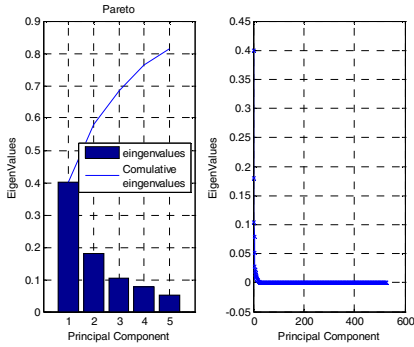 Pareto
0.9
0.8
0.7
0.6
0.5
0.4
0.3
0.2
0.1
0
EigenValues
eingenvalues
Comulative
eingenvalues
1 2 3 4 5
Principal Component
0.45
0.4
0.35
0.3
0.25
0.2
0.15
0.1
0.05
0
-0.05
EigenValues
0 200 400 600
Principal Component